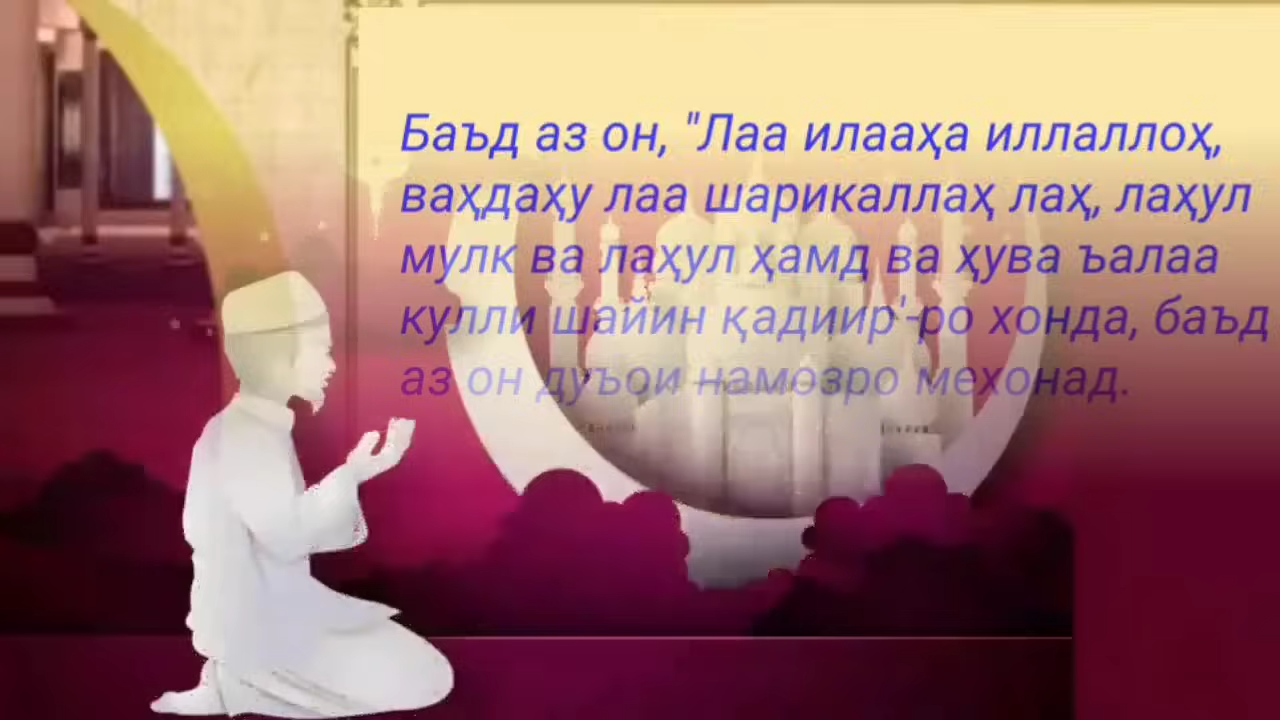 Баъд аз он, "Лаа илааҳа иллаллоҳ,
ваҳдаҳу лаа шарикаллаҳ лаҳ, лаҳул
мулк ва лаҳул ҳамд ва ҳува ъалаа
кулли шайин қадиир"-ро хонда, баъд
аз он дуъои намозро мехонад.